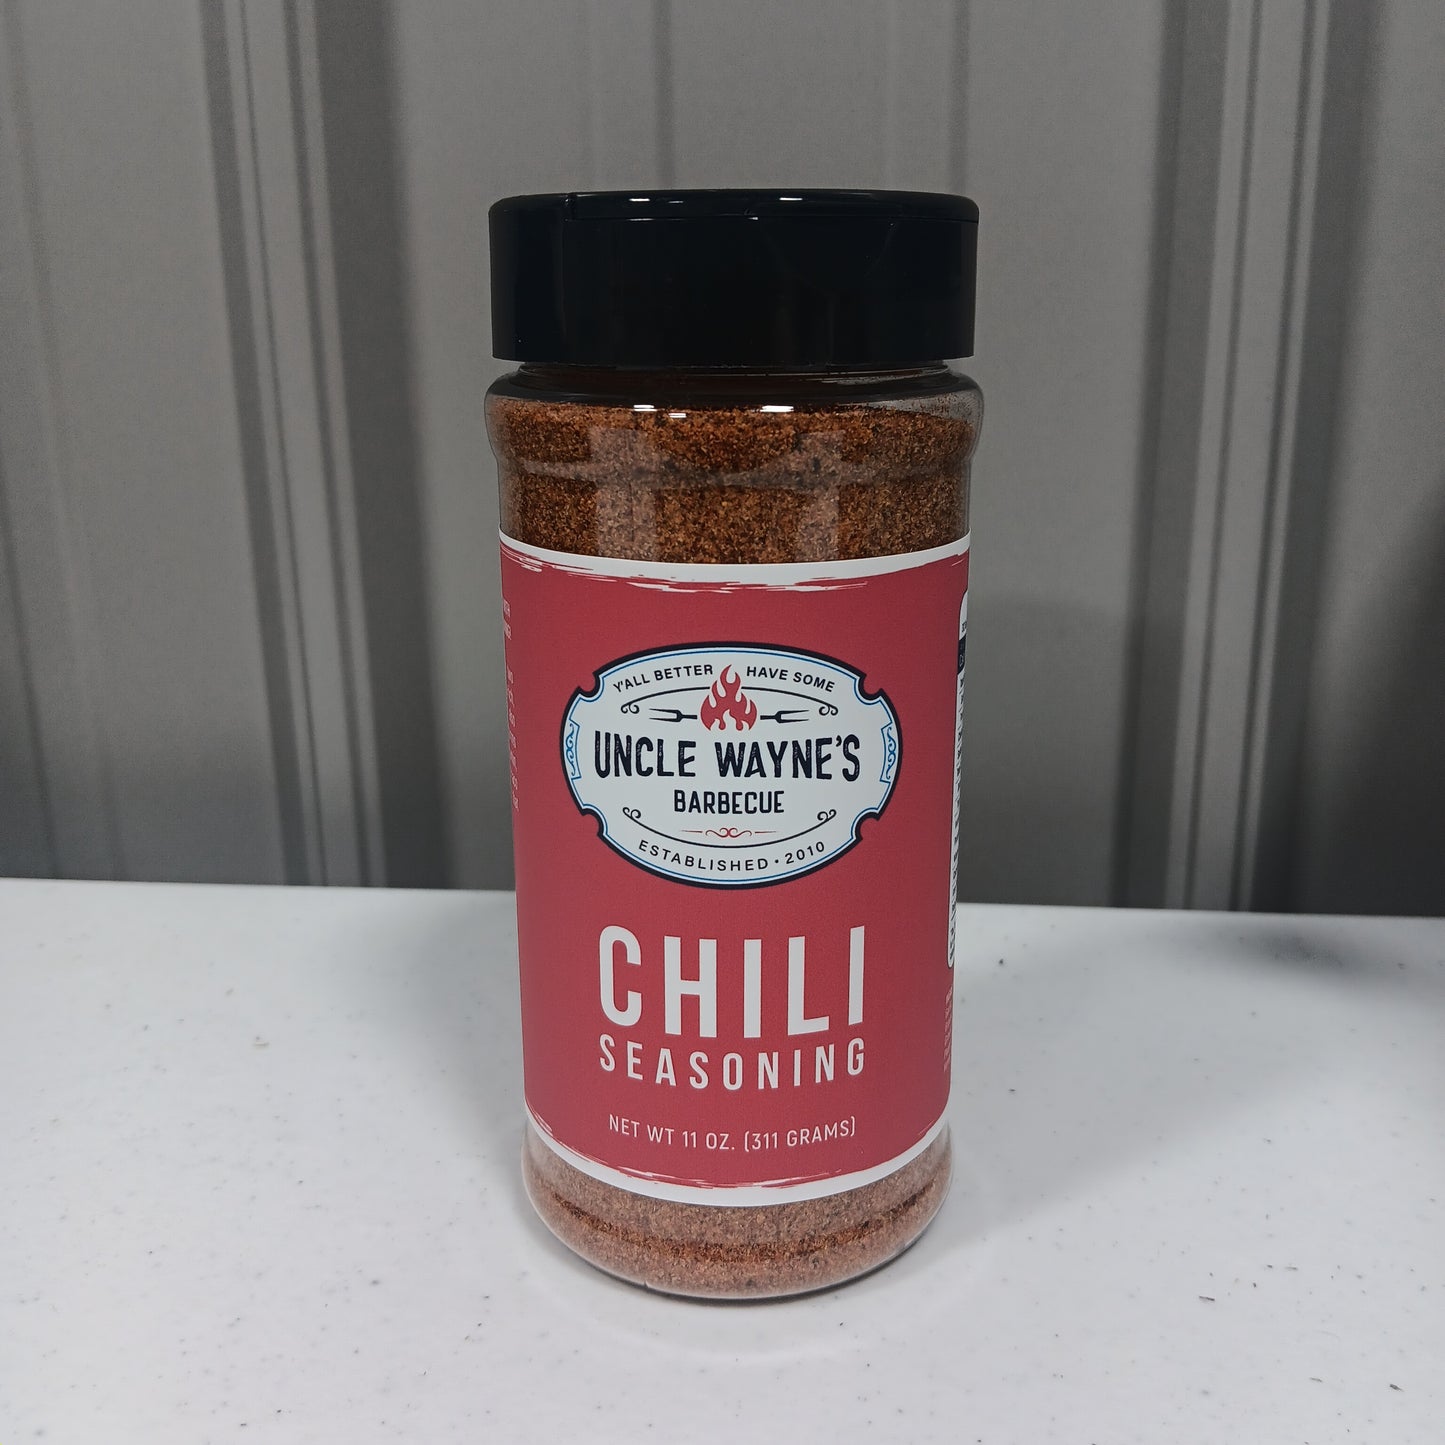 Y'ALL BETTER HAVE SOME
UNCLE WAYNE'S
BARBECUE
ESTABLISHED • 2010
CHILI
SEASONING
NET WT 11 OZ. (311 GRAMS)